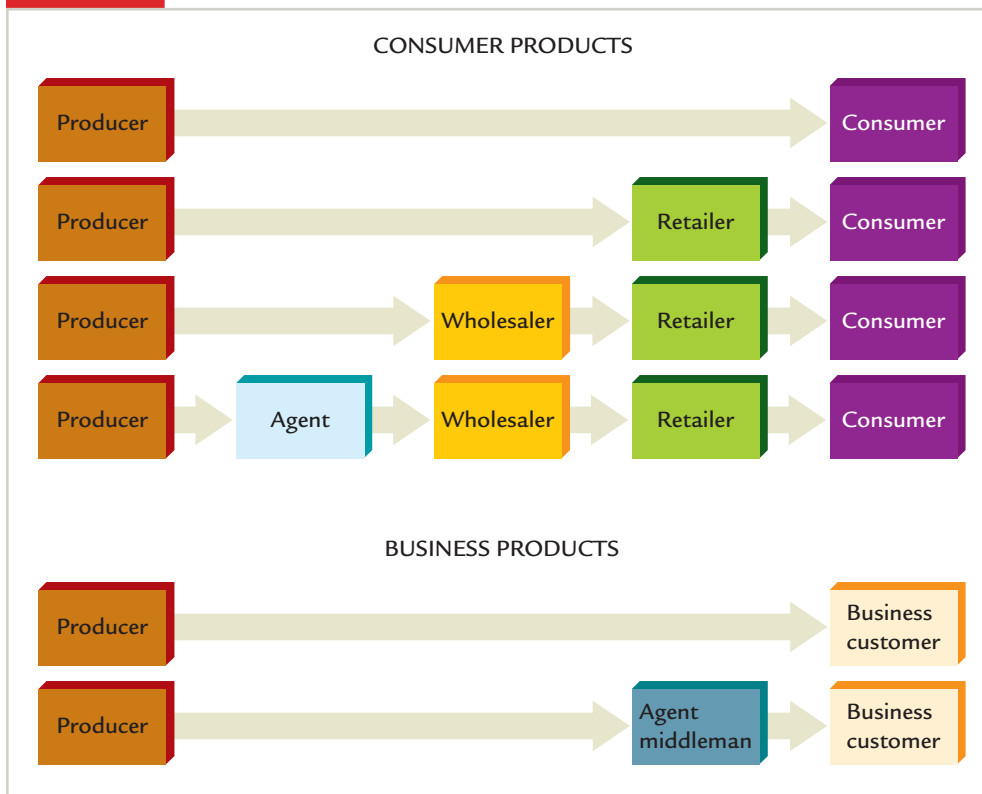 CONSUMER PRODUCTS
Producer
Consumer
Producer
Retailer
Consumer
Producer
Wholesaler
Retailer
Consumer
Producer
Agent
Wholesaler
Retailer
Consumer
BUSINESS PRODUCTS
Producer
Business
customer
Producer
Agent
middleman
Business
customer